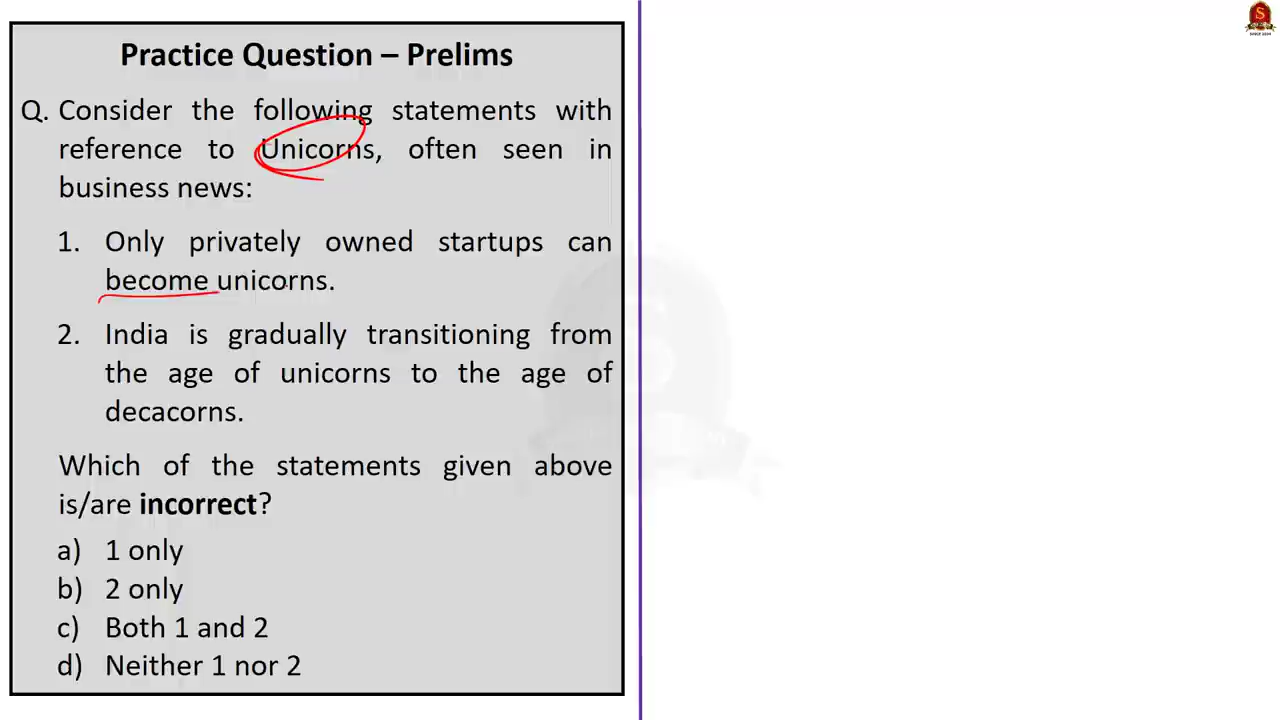 Practice Question – Prelims
Q. Consider the following statements with
reference to Unicorns, often seen in
business news:
1. Only privately owned startups can
become unicorns.
2. India is gradually transitioning from
the age of unicorns to the age of
decacorns.
Which of the statements given above
is/are incorrect?
a) 1 only
b) 2 only
c) Both 1 and 2
d) Neither 1 nor 2